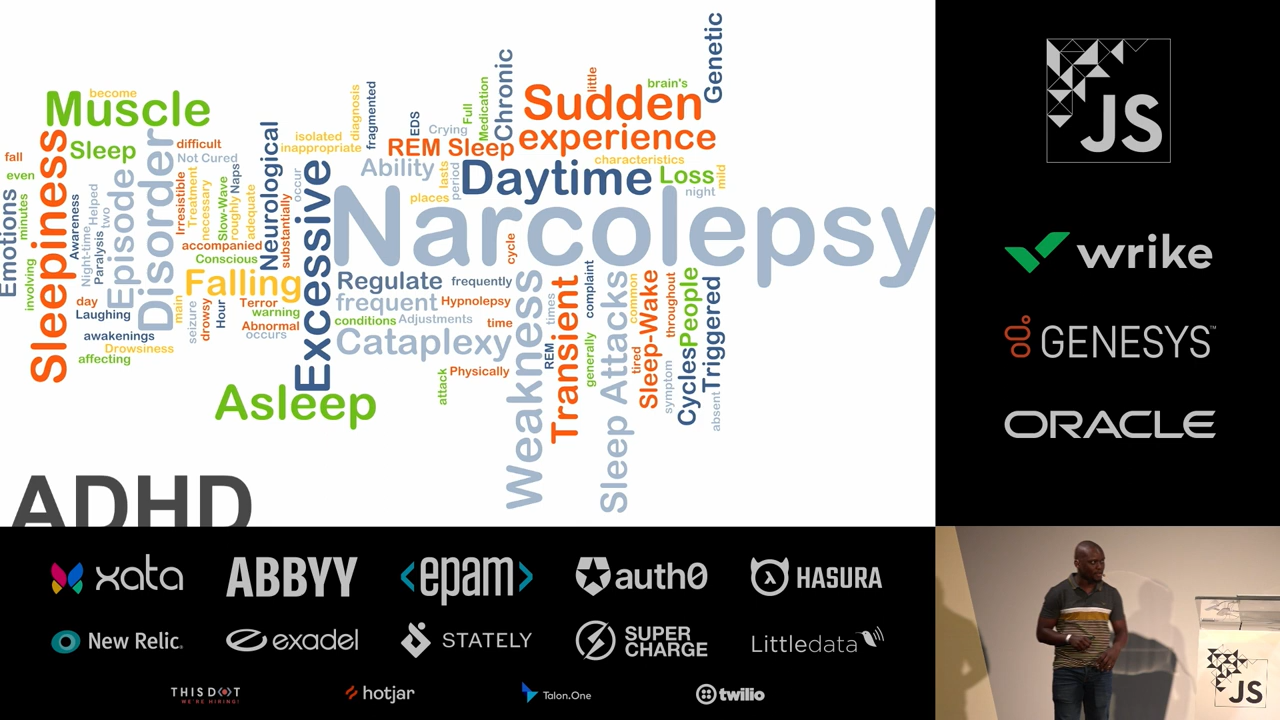 become
Muscle
Sleep
fall
even
minutes
Emotions
involving
Sleepiness
Awareness
Night-time
Helped
Paralysis
two
Episode
Disorder
difficult
Not Cured
Irresistible
Treatment
necessary
Slow-Wave
roughly
Naps
adequate
accompanied
Conscious
Falling
day
Laughing
awakenings
Drowsiness
affecting
main
seizure
drowsy
Hour
Terror
warning
Abnormal
occurs
Neurological
substantially
occur
Excessive
isolated
inappropriate
diagnosis
fragmented
EDS
Crying
REM Sleep
Ability
lasts
period
places
Full
Medication
Chronic
Sudden
experience
little
brain's
Genetic
characteristics
Daytime
Loss
mild
night
Narcolepsy
cycle
Regulate
frequently
frequent
Hypnolepsy
conditions
Adjustments
time
Cataplexy
Physically
attack
Asleep
Weakness
times
REM
Transient
complaint
generally
Sleep Attacks
common
tired
Sleep-Wake
throughout
symptom
People
Cycles
Triggered
absent
ADHD
JS
wrike
GENESYS™
ORACLE
xata
ABBYY
<epam>
auth0
HASURA
New Relic.
exadel
STATELY
SUPER
CHARGE
Littledata
THIS DOT
WE'RE HIRING!
hotjar
Talon.One
twilio
JS